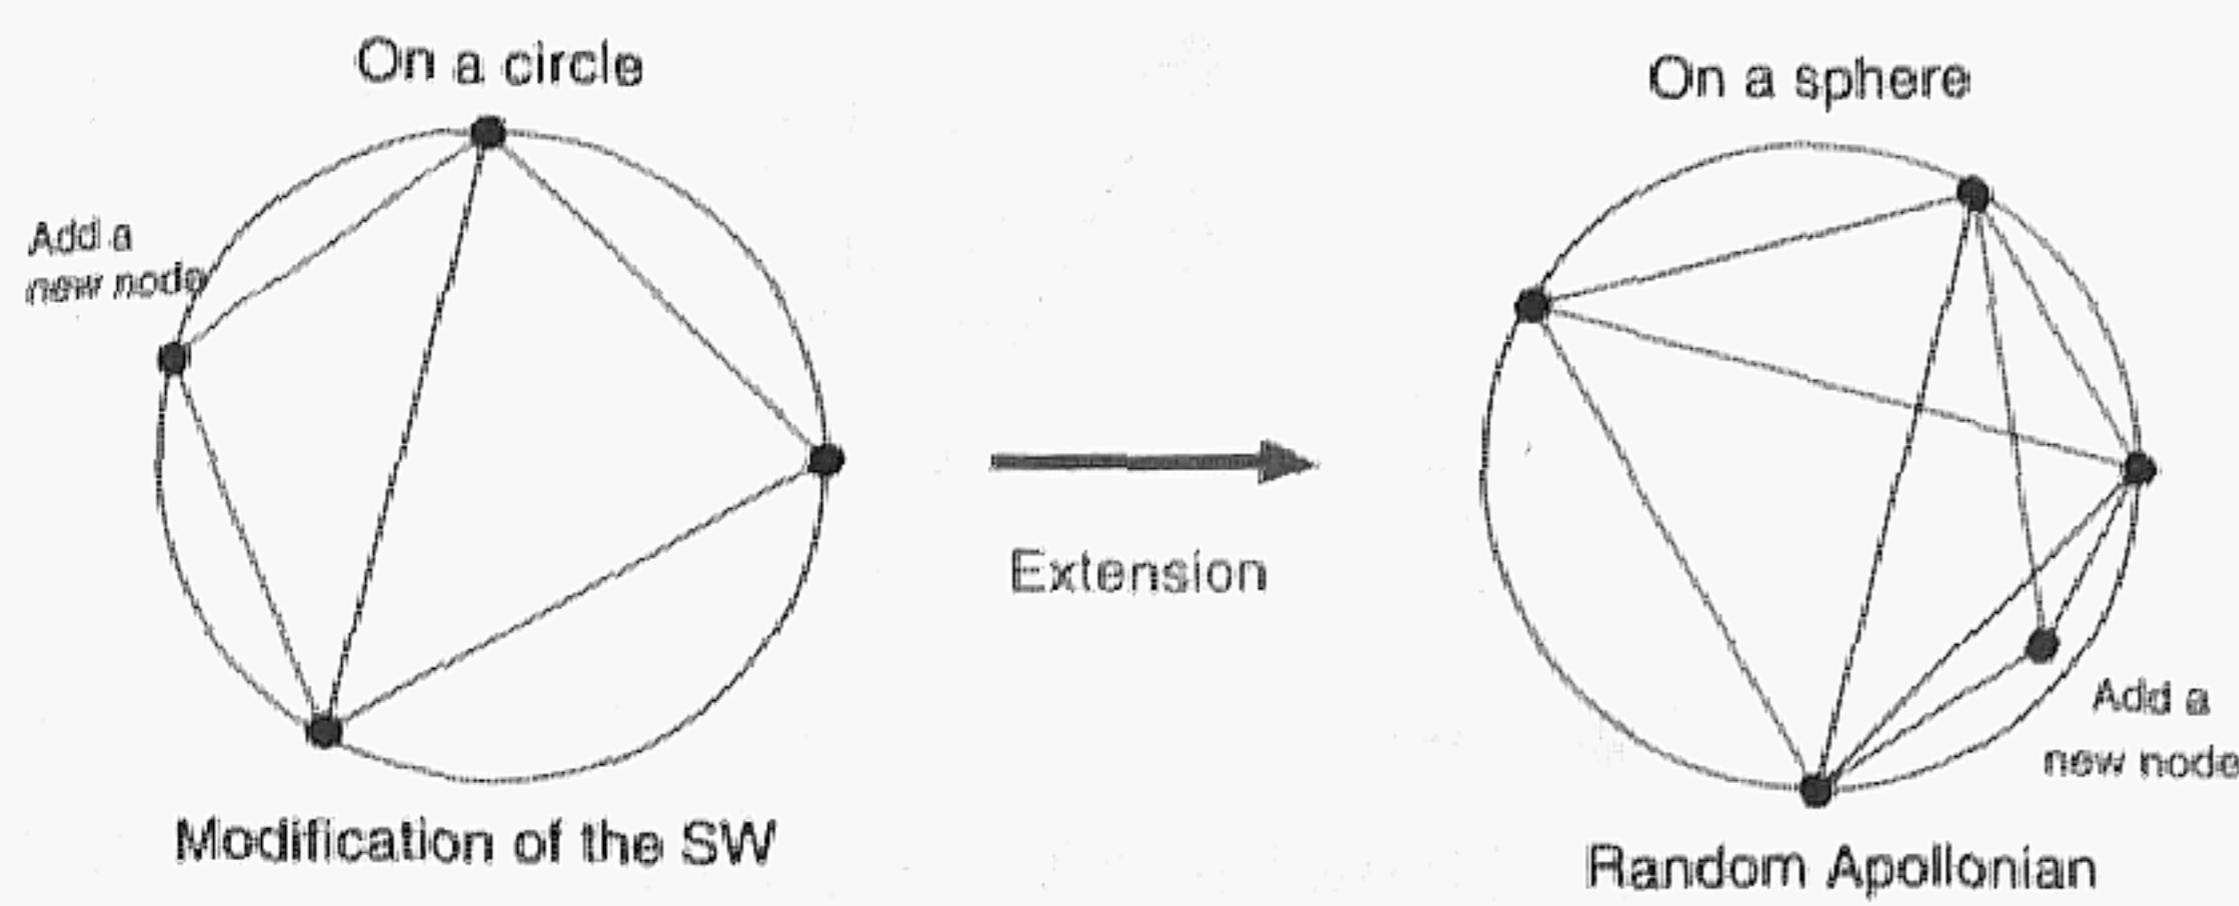 On a circle
Add a
new node
Modification of the SW
Extension
On a sphere
Add a
new node
Random Apollonian